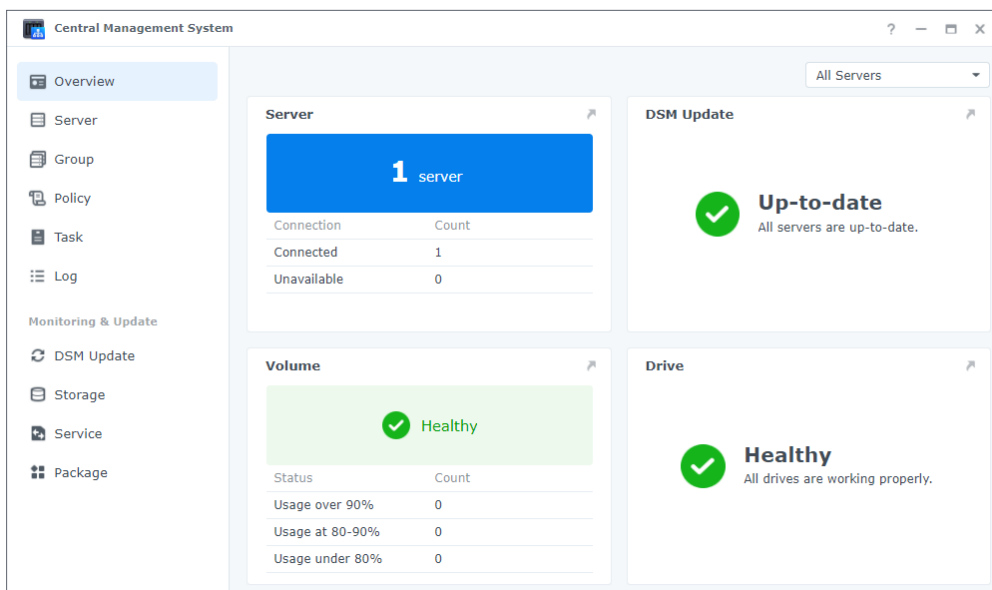 Central Management System
?
Overview
Server
Group
Policy
Task
Log
Monitoring & Update
DSM Update
Storage
Service
Package
All Servers
Server
1 server
Connection Count
Connected 1
Unavailable 0
DSM Update
Up-to-date
All servers are up-to-date.
Volume
Healthy
Status Count
Usage over 90% 0
Usage at 80-90% 0
Usage under 80% 0
Drive
Healthy
All drives are working properly.